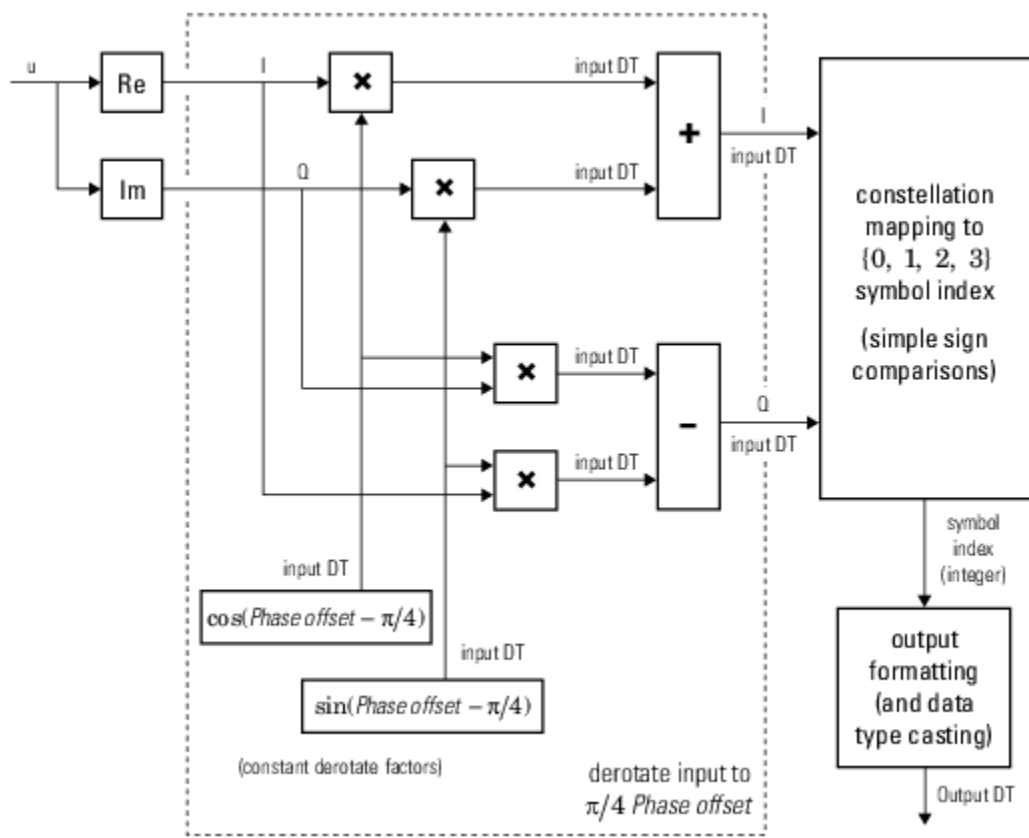 u
Re
I
×
input DT
+
I
input DT
Im
Q
×
input DT
constellation
mapping to
{0, 1, 2, 3}
symbol index
(simple sign
comparisons)
×
input DT
−
Q
input DT
×
input DT
input DT
cos(Phase offset − π/4)
input DT
sin(Phase offset − π/4)
(constant derotate factors)
derotate input to
π/4 Phase offset
symbol
index
(integer)
output
formatting
(and data
type casting)
Output DT